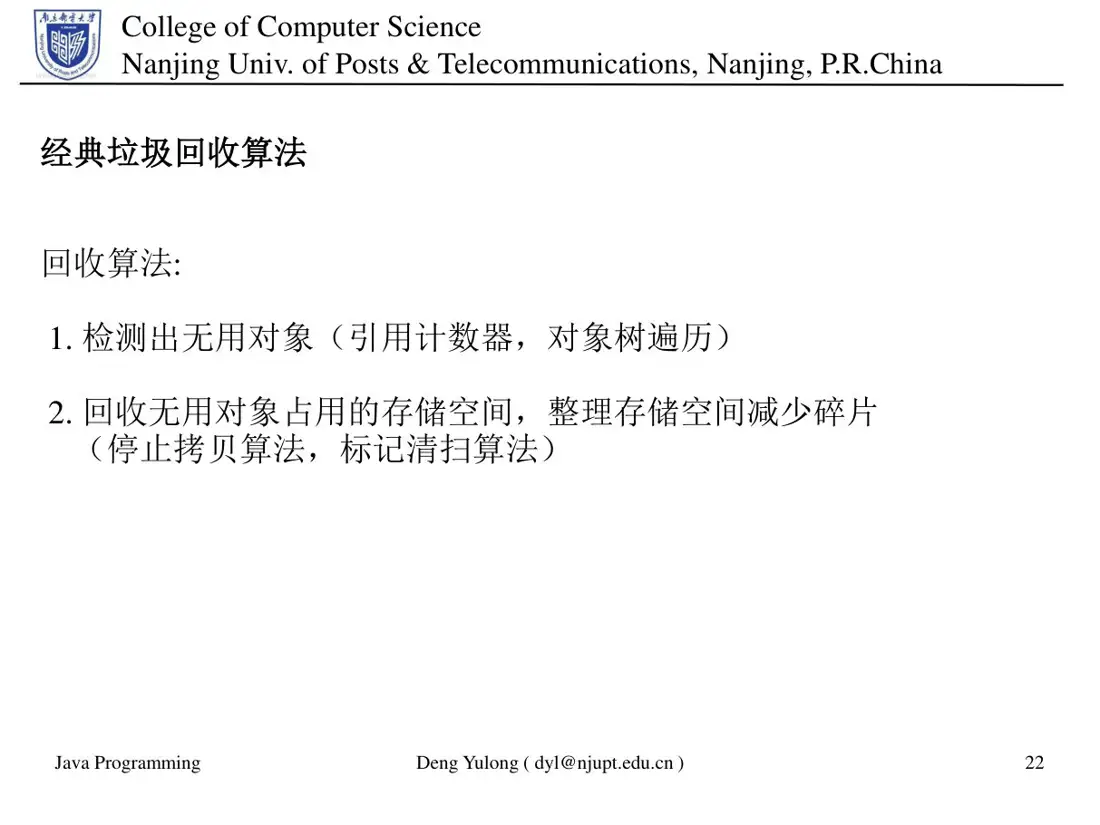 College of Computer Science
Nanjing Univ. of Posts & Telecommunications, Nanjing, P.R.China
经典垃圾回收算法
回收算法:
1. 检测出无用对象（引用计数器，对象树遍历）
2. 回收无用对象占用的存储空间，整理存储空间减少碎片
（停止拷贝算法，标记清扫算法）
Java Programming
Deng Yulong ( dyl@njupt.edu.cn )
22